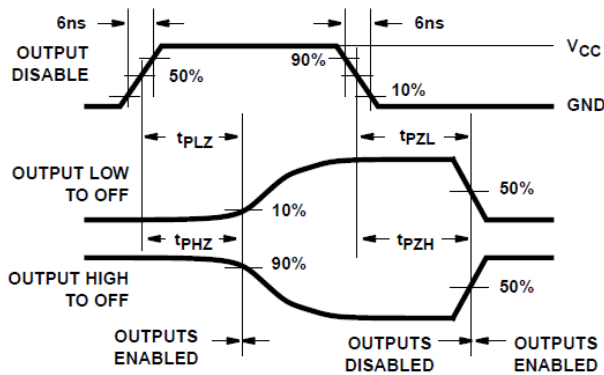 6ns
6ns
OUTPUT
DISABLE
90%
50%
10%
VCC
GND
tPLZ
tPZL
OUTPUT LOW
TO OFF
10%
50%
tPHZ
tPZH
OUTPUT HIGH
TO OFF
90%
50%
OUTPUTS
ENABLED
OUTPUTS
DISABLED
OUTPUTS
ENABLED